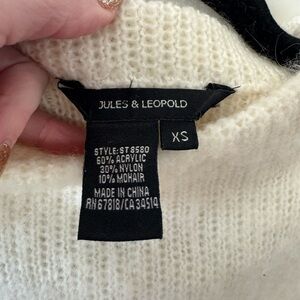 JULES & LEOPOLD
XS
STYLE: ST8580
60% ACRYLIC
30% NYLON
10% MOHAIR
MADE IN CHINA
RN 67818/CA 34514